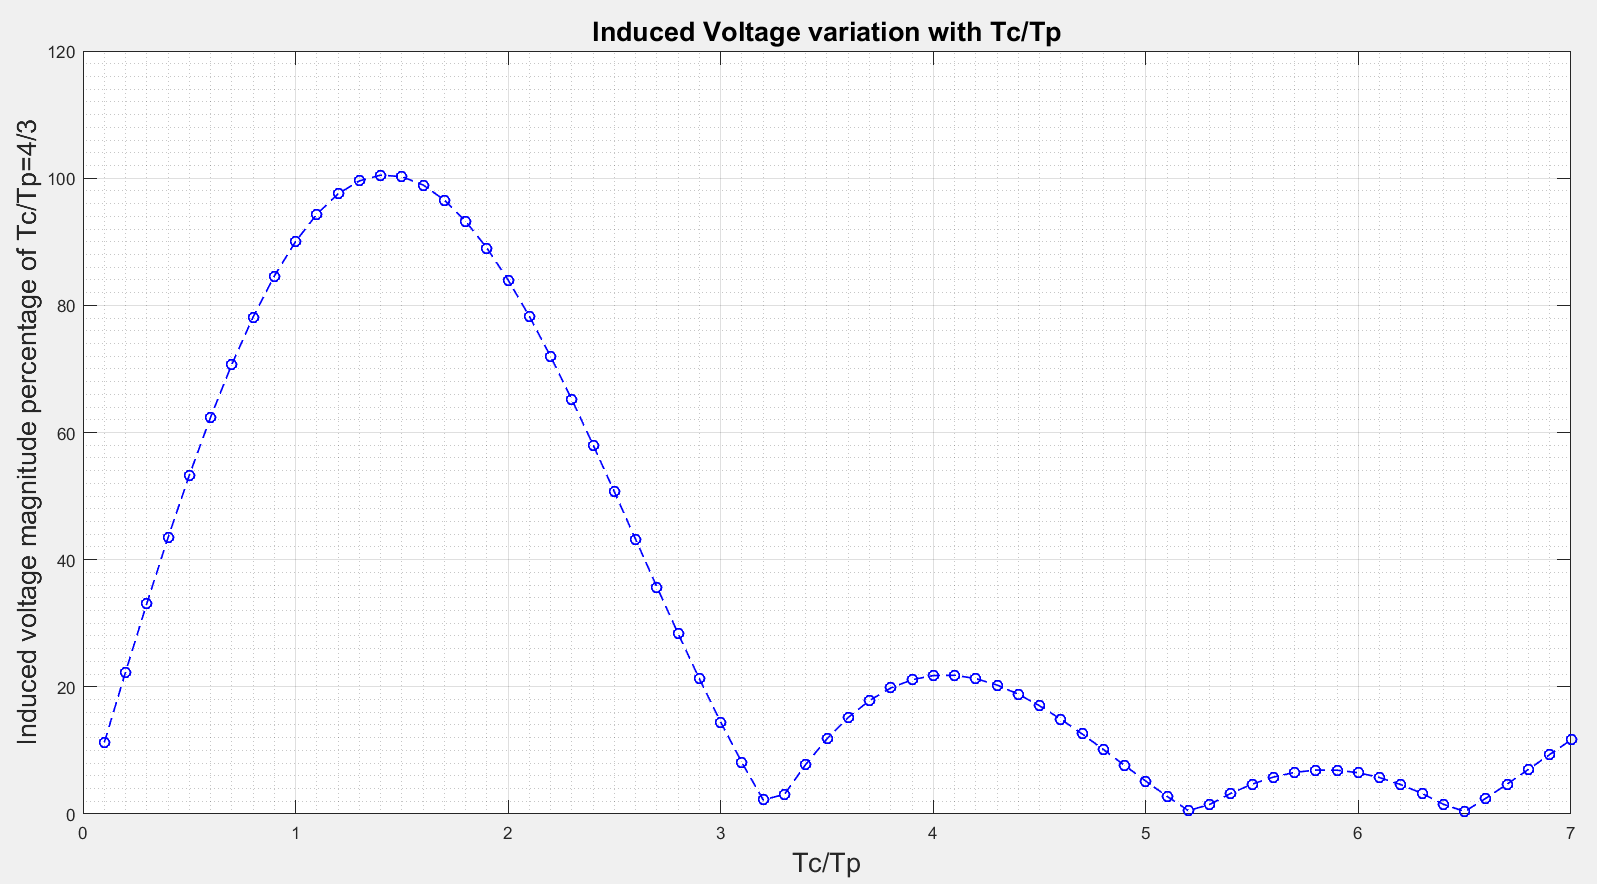 Induced Voltage variation with Tc/Tp
Induced voltage magnitude percentage of Tc/Tp=4/3
120
100
80
60
40
20
0
0 1 2 3 4 5 6 7
Tc/Tp